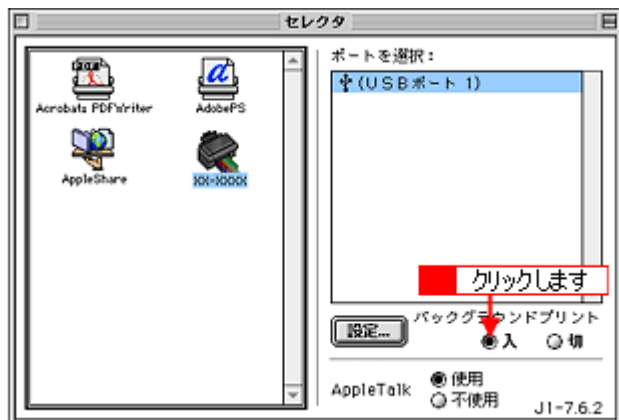 セレクタ
Acrobats PDFWriter
AdobePS
AppleShare
XX-XXXX
ポートを選択：
(USBポート 1)
クリックします
バックグラウンドプリント
設定...
入
切
AppleTalk
使用
不使用
J1-7.6.2